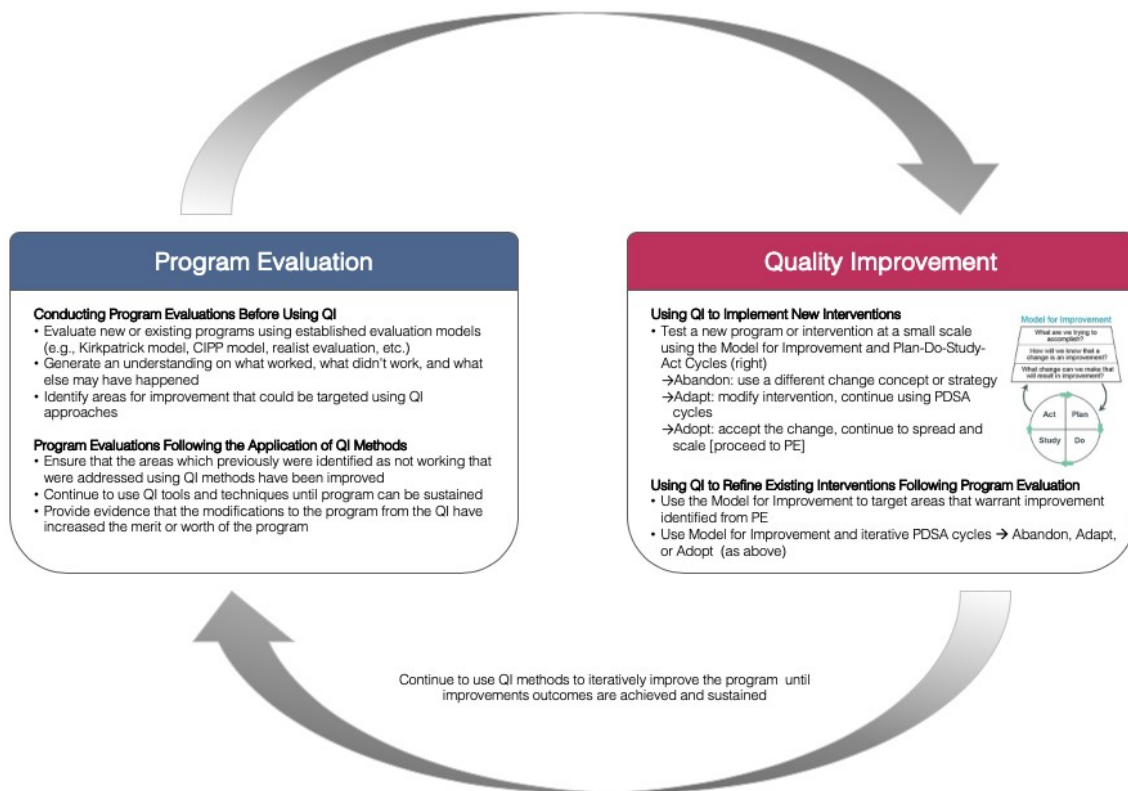 Program Evaluation
Conducting Program Evaluations Before Using QI
• Evaluate new or existing programs using established evaluation models
(e.g., Kirkpatrick model, CIPP model, realist evaluation, etc.)
• Generate an understanding on what worked, what didn't work, and what
else may have happened
• Identify areas for improvement that could be targeted using QI
approaches
Program Evaluations Following the Application of QI Methods
• Ensure that the areas which previously were identified as not working that
were addressed using QI methods have been improved
• Continue to use QI tools and techniques until program can be sustained
• Provide evidence that the modifications to the program from the QI have
increased the merit or worth of the program
Quality Improvement
Using QI to Implement New Interventions
• Test a new program or intervention at a small scale
using the Model for Improvement and Plan-Do-Study-
Act Cycles (right)
→Abandon: use a different change concept or strategy
→Adapt: modify intervention, continue using PDSA
cycles
→Adopt: accept the change, continue to spread and
scale [proceed to PE]
Model for Improvement
What are we trying to
accomplish?
How will we know that a
change is an improvement?
What change can we make that
will result in improvement?
Act
Plan
Study
Do
Using QI to Refine Existing Interventions Following Program Evaluation
• Use the Model for Improvement to target areas that warrant improvement
identified from PE
• Use Model for Improvement and iterative PDSA cycles → Abandon, Adapt,
or Adopt (as above)
Continue to use QI methods to iteratively improve the program until
improvements outcomes are achieved and sustained